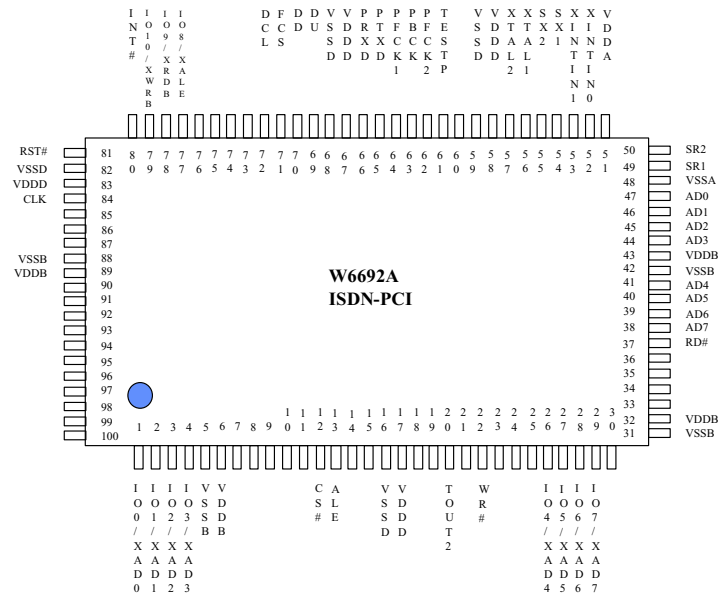 INT#
IO10/XWRB
IO9/XRDB
IO8/XALE
DCL
FCS
DD
DU
VSSD
VDDD
PRXD
PTXD
PFCK1
PBCK
PFCK2
TESTP
VSSD
VDDD
XTAL2
XTAL1
SX2
SX1
XINTIN1
XINTIN0
VDDA
80 79 78 77 76 75 74 73 72 71 70 69 68 67 66 65 64 63 62 61 60 59 58 57 56 55 54 53 52 51
RST# 81
VSSD 82
VDDD 83
CLK 84
85
86
87
VSSB 88
VDDB 89
90
91
92
93
94
95
96
97
98
99
100
W6692A
ISDN-PCI
50 SR2
49 SR1
48 VSSA
47 AD0
46 AD1
45 AD2
44 AD3
43 VDDB
42 VSSB
41 AD4
40 AD5
39 AD6
38 AD7
37 RD#
36
35
34
33
32 VDDB
31 VSSB
1 2 3 4 5 6 7 8 9 10 11 12 13 14 15 16 17 18 19 20 21 22 23 24 25 26 27 28 29 30
IO0/XAD0
IO1/XAD1
IO2/XAD2
IO3/XAD3
VSSB
VDDB
CS#
ALE
VSSD
VDDD
TOUT2
WR#
IO4/XAD4
IO5/XAD5
IO6/XAD6
IO7/XAD7